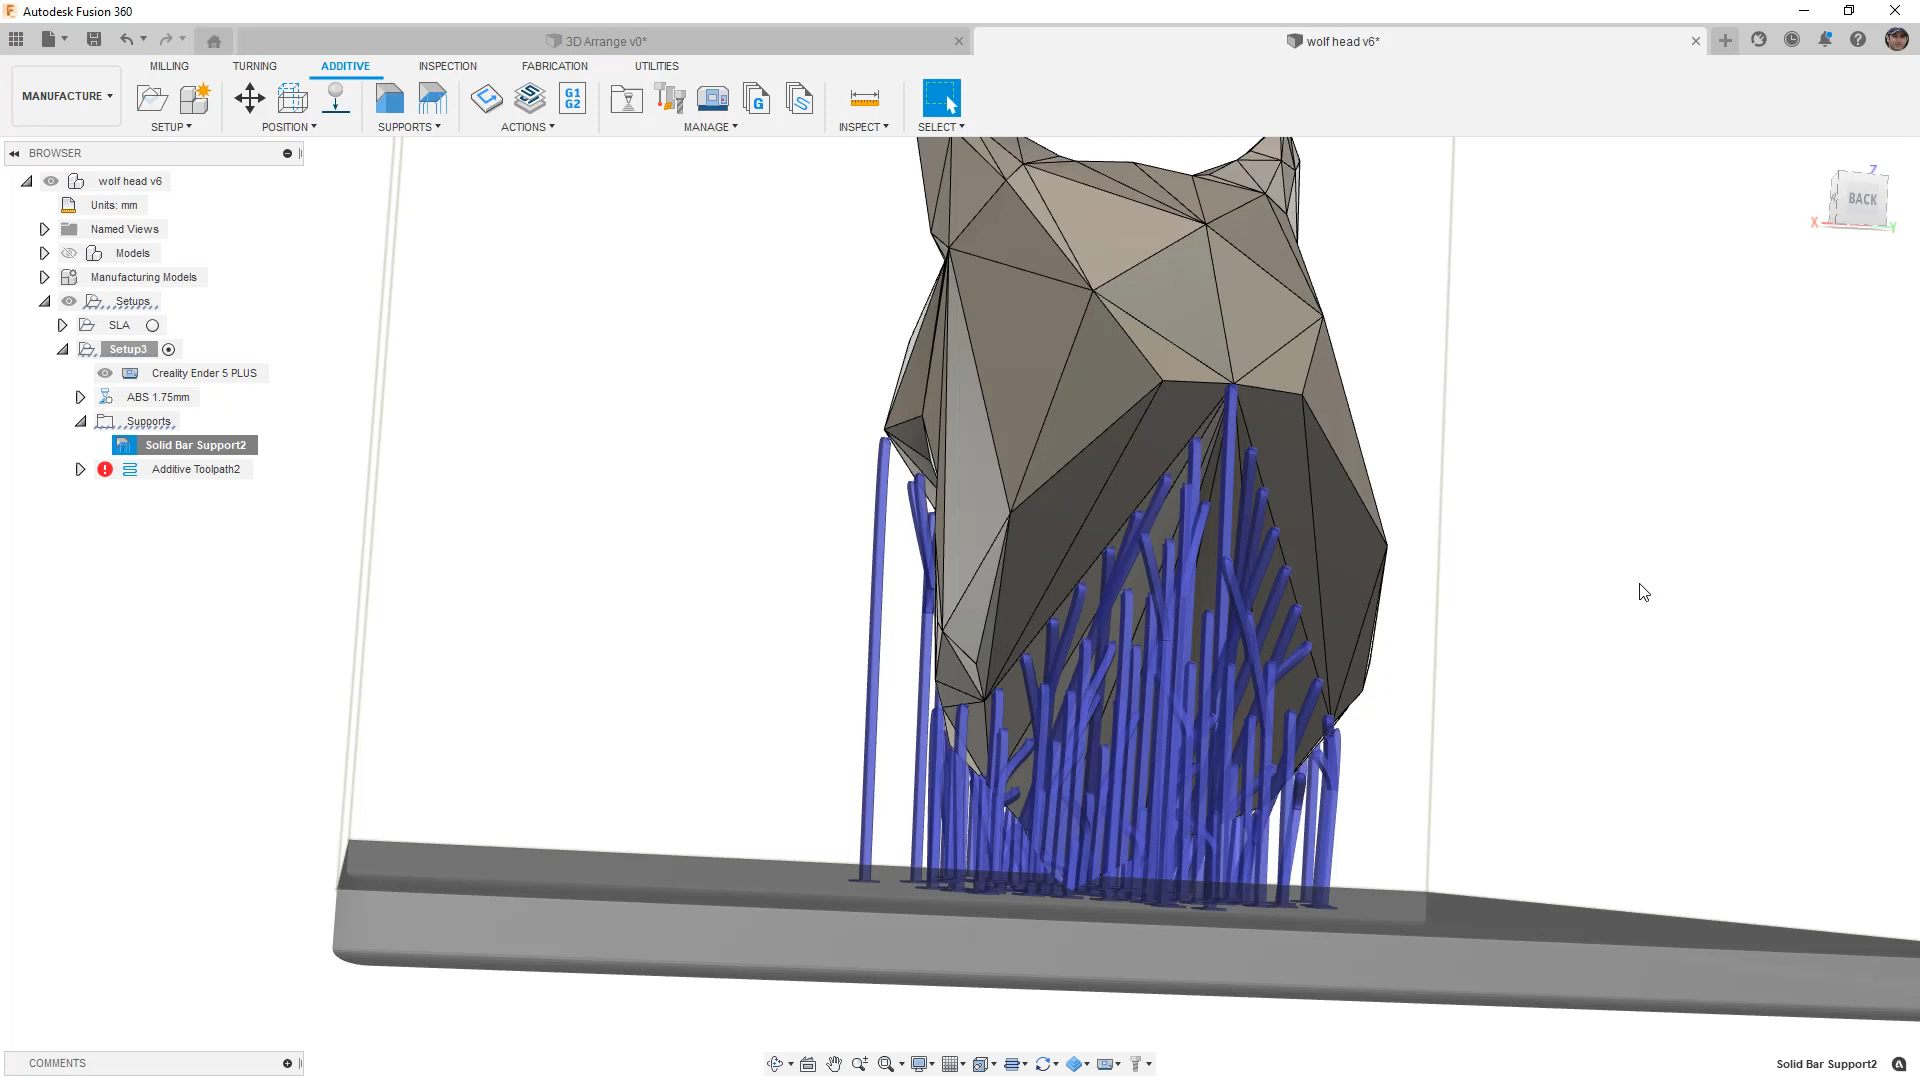 Autodesk Fusion 360
3D Arrange v0*
wolf head v6*
MANUFACTURE
MILLING
TURNING
ADDITIVE
INSPECTION
FABRICATION
UTILITIES
G1
G2
G
SETUP
POSITION
SUPPORTS
ACTIONS
MANAGE
INSPECT
SELECT
BROWSER
wolf head v6
Units: mm
Named Views
Models
Manufacturing Models
Setups
SLA
Setup3
Creality Ender 5 PLUS
ABS 1.75mm
Supports
Solid Bar Support2
Additive Toolpath2
Z
BACK
X
Y
COMMENTS
Solid Bar Support2